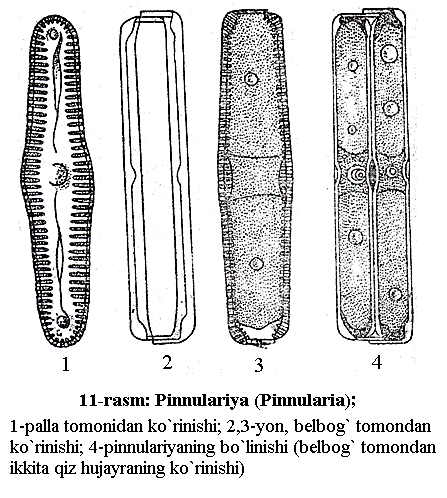 1 2 3 4
11-rasm: Pinnulariya (Pinnularia);
1-palla tomonidan ko`rinishi; 2,3-yon, belbog` tomondan
ko`rinishi; 4-pinnulariyaning bo`linishi (belbog` tomondan
ikkita qiz hujayraning ko`rinishi)